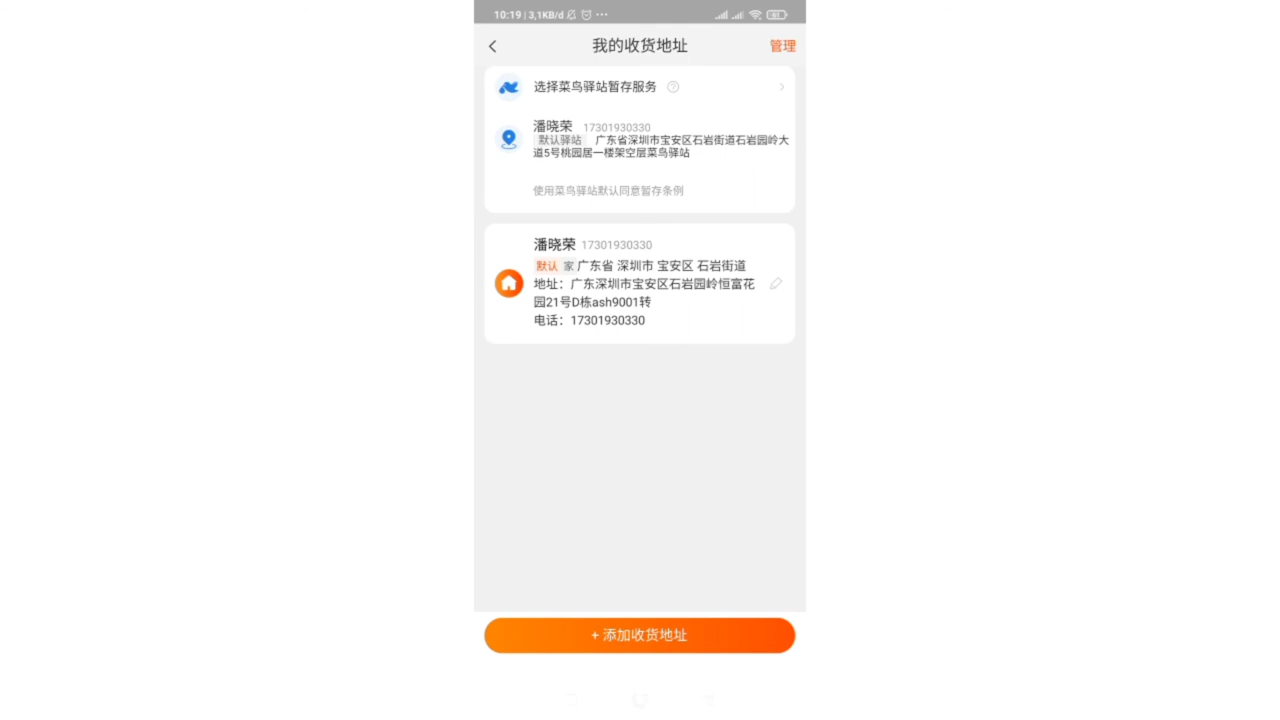 10:19 | 3,1KB/d
我的收货地址
管理
选择菜鸟驿站暂存服务
潘晓荣 17301930330
默认驿站 广东省深圳市宝安区石岩街道石岩园岭大
道5号桃园居一楼架空层菜鸟驿站
使用菜鸟驿站默认同意暂存条例
潘晓荣 17301930330
默认 家 广东省 深圳市 宝安区 石岩街道
地址：广东深圳市宝安区石岩园岭恒富花
园21号D栋ash9001转
电话：17301930330
+ 添加收货地址